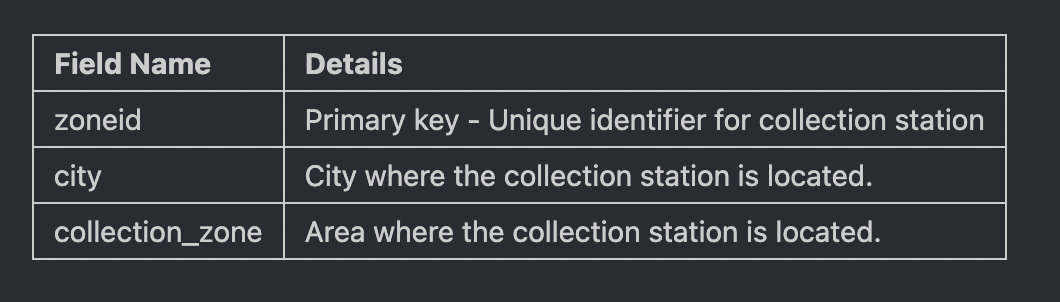 Field Name Details
zoneid Primary key - Unique identifier for collection station
city City where the collection station is located.
collection_zone Area where the collection station is located.